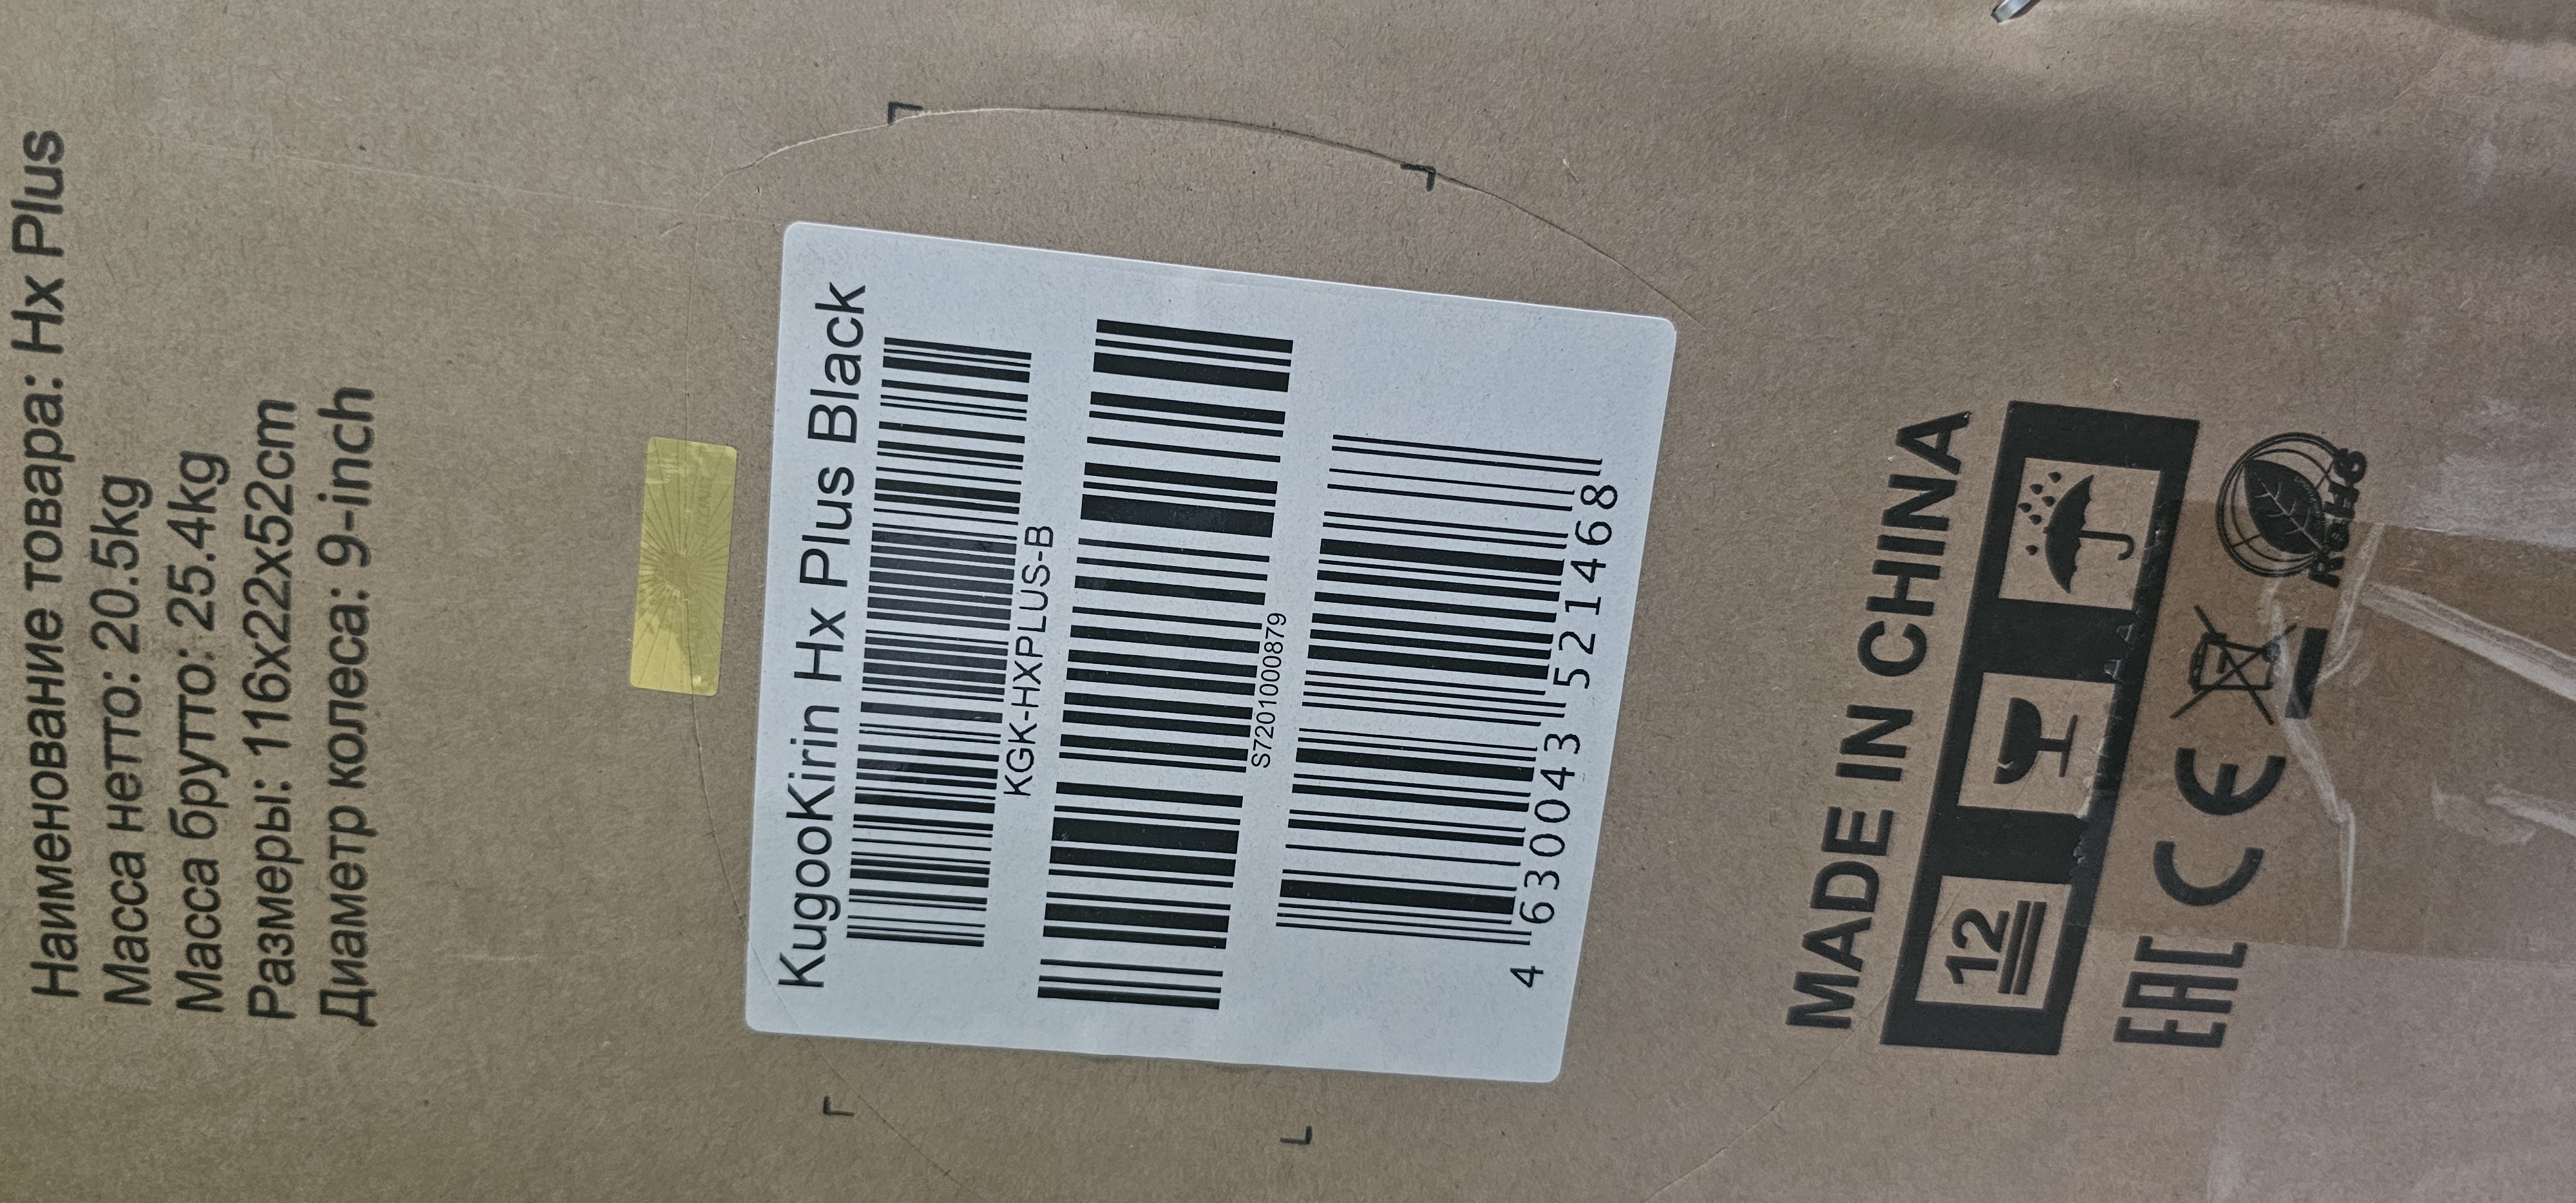 Наименование товара: Hx Plus
Масса нетто: 20.5kg
Масса брутто: 25.4kg
Размеры: 116x22x52cm
Диаметр колеса: 9-inch
KugooKirin Hx Plus Black
KGK-HXPLUS-B
S7201000879
4 630043 521468
MADE IN CHINA
12
EAC CE
RoHS